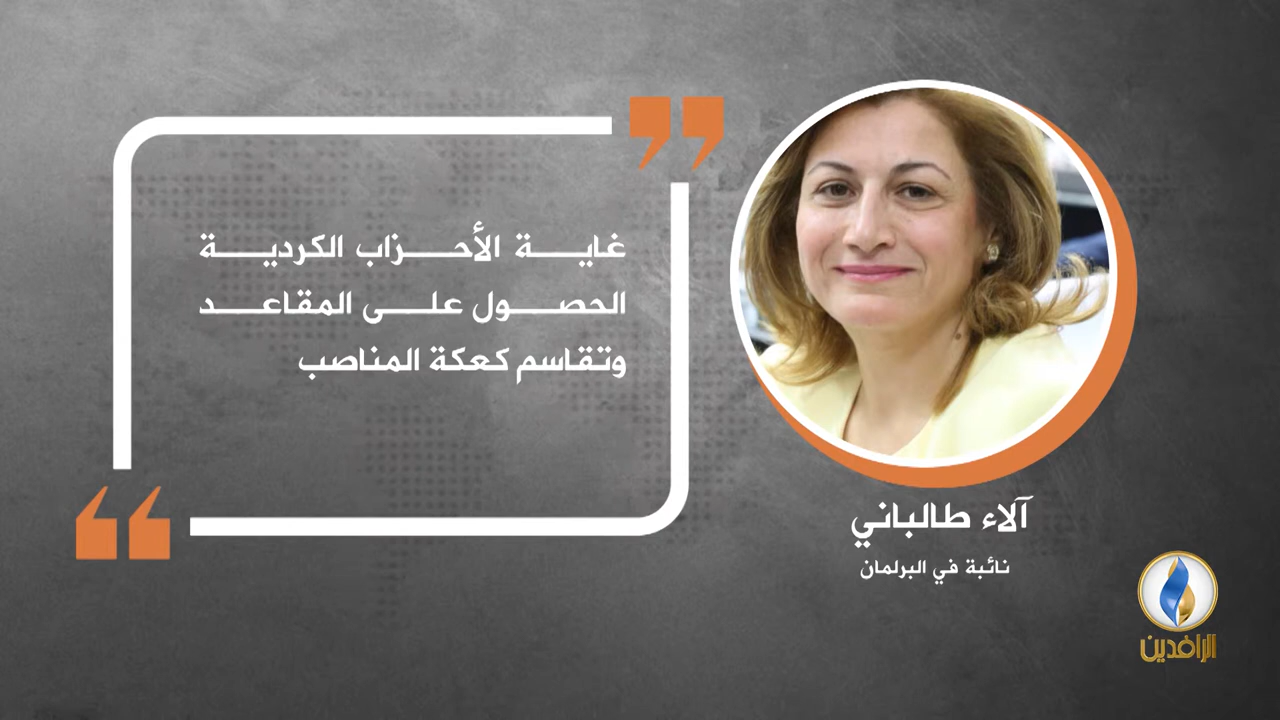 غاية الأحزاب الكردية
الحصول على المقاعد
وتقاسم كعكة المناصب
آلاء طالباني
نائبة في البرلمان
الرافدين